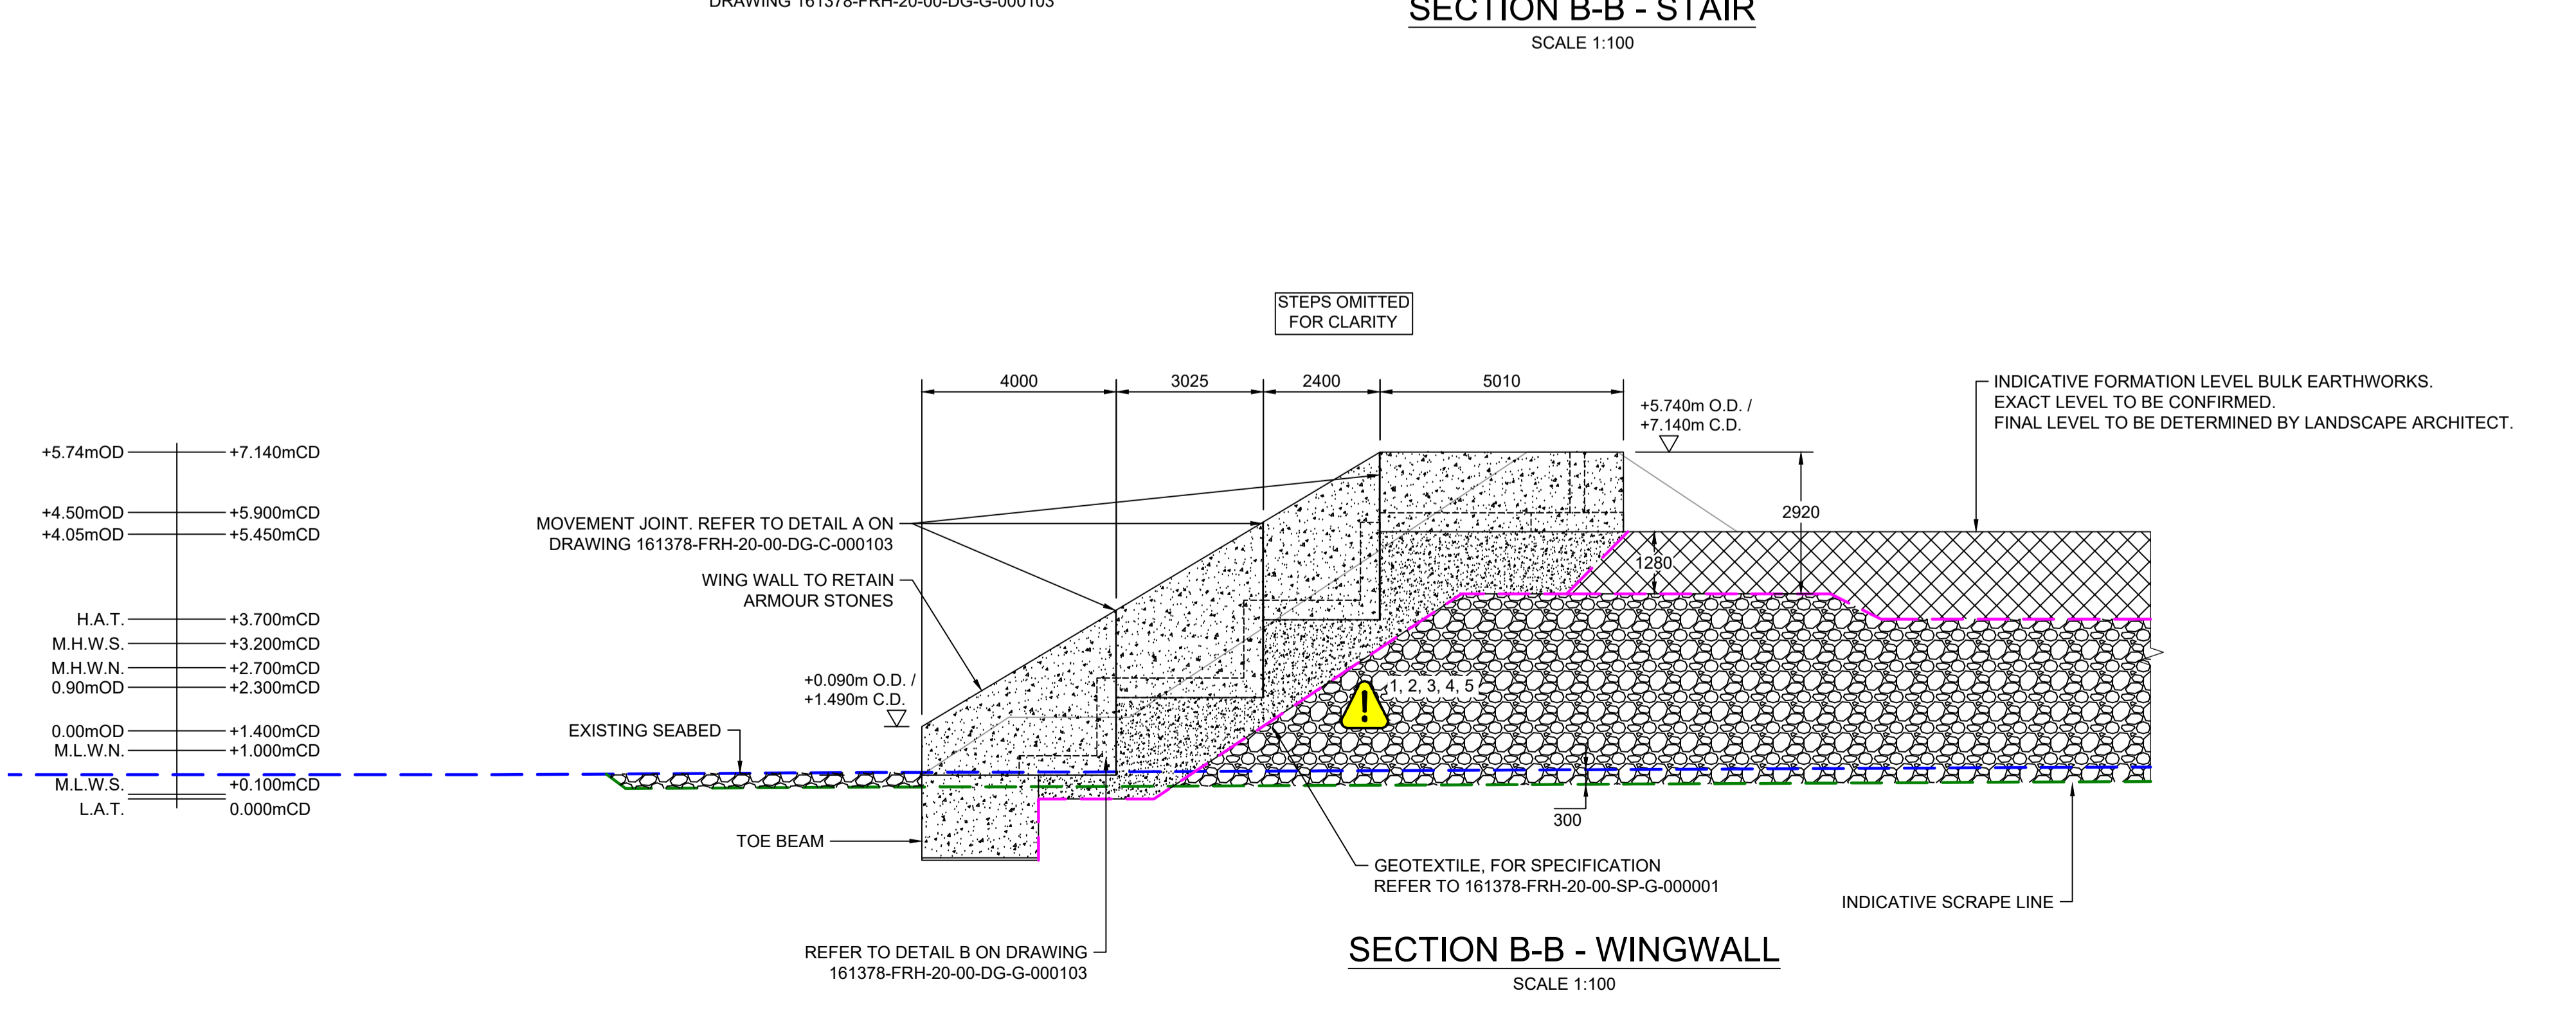 DRAWING 161378-FRH-20-00-DG-G-000103
SECTION B-B - STAIR
SCALE 1:100
STEPS OMITTED
FOR CLARITY
4000
3025
2400
5010
+5.740m O.D. /
+7.140m C.D.
INDICATIVE FORMATION LEVEL BULK EARTHWORKS.
EXACT LEVEL TO BE CONFIRMED.
FINAL LEVEL TO BE DETERMINED BY LANDSCAPE ARCHITECT.
+5.74mOD +7.140mCD
+4.50mOD +5.900mCD
+4.05mOD +5.450mCD
H.A.T. +3.700mCD
M.H.W.S. +3.200mCD
M.H.W.N. +2.700mCD
0.90mOD +2.300mCD
0.00mOD +1.400mCD
M.L.W.N. +1.000mCD
M.L.W.S. +0.100mCD
L.A.T. 0.000mCD
MOVEMENT JOINT. REFER TO DETAIL A ON
DRAWING 161378-FRH-20-00-DG-C-000103
WING WALL TO RETAIN
ARMOUR STONES
+0.090m O.D. /
+1.490m C.D.
EXISTING SEABED
TOE BEAM
2920
1280
! 1, 2, 3, 4, 5
300
GEOTEXTILE, FOR SPECIFICATION
REFER TO 161378-FRH-20-00-SP-G-000001
INDICATIVE SCRAPE LINE
REFER TO DETAIL B ON DRAWING
161378-FRH-20-00-DG-G-000103
SECTION B-B - WINGWALL
SCALE 1:100